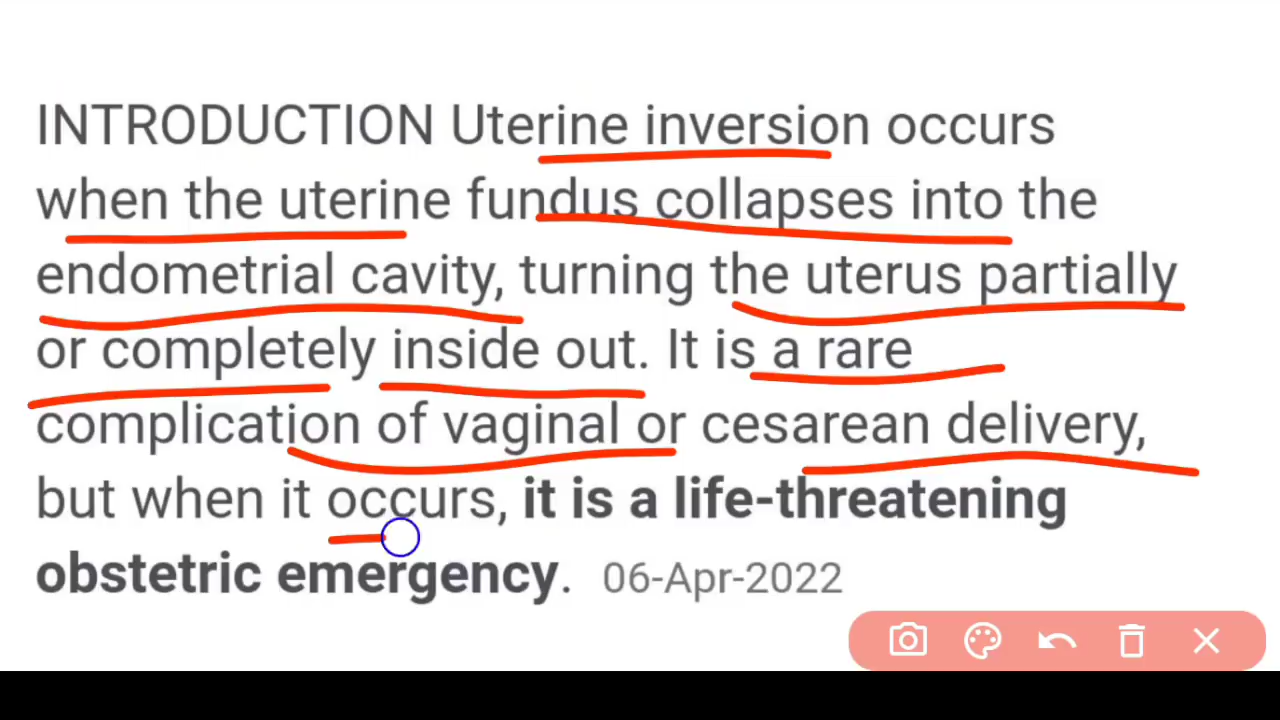 INTRODUCTION Uterine inversion occurs
when the uterine fundus collapses into the
endometrial cavity, turning the uterus partially
or completely inside out. It is a rare
complication of vaginal or cesarean delivery,
but when it occurs, it is a life-threatening
obstetric emergency. 06-Apr-2022